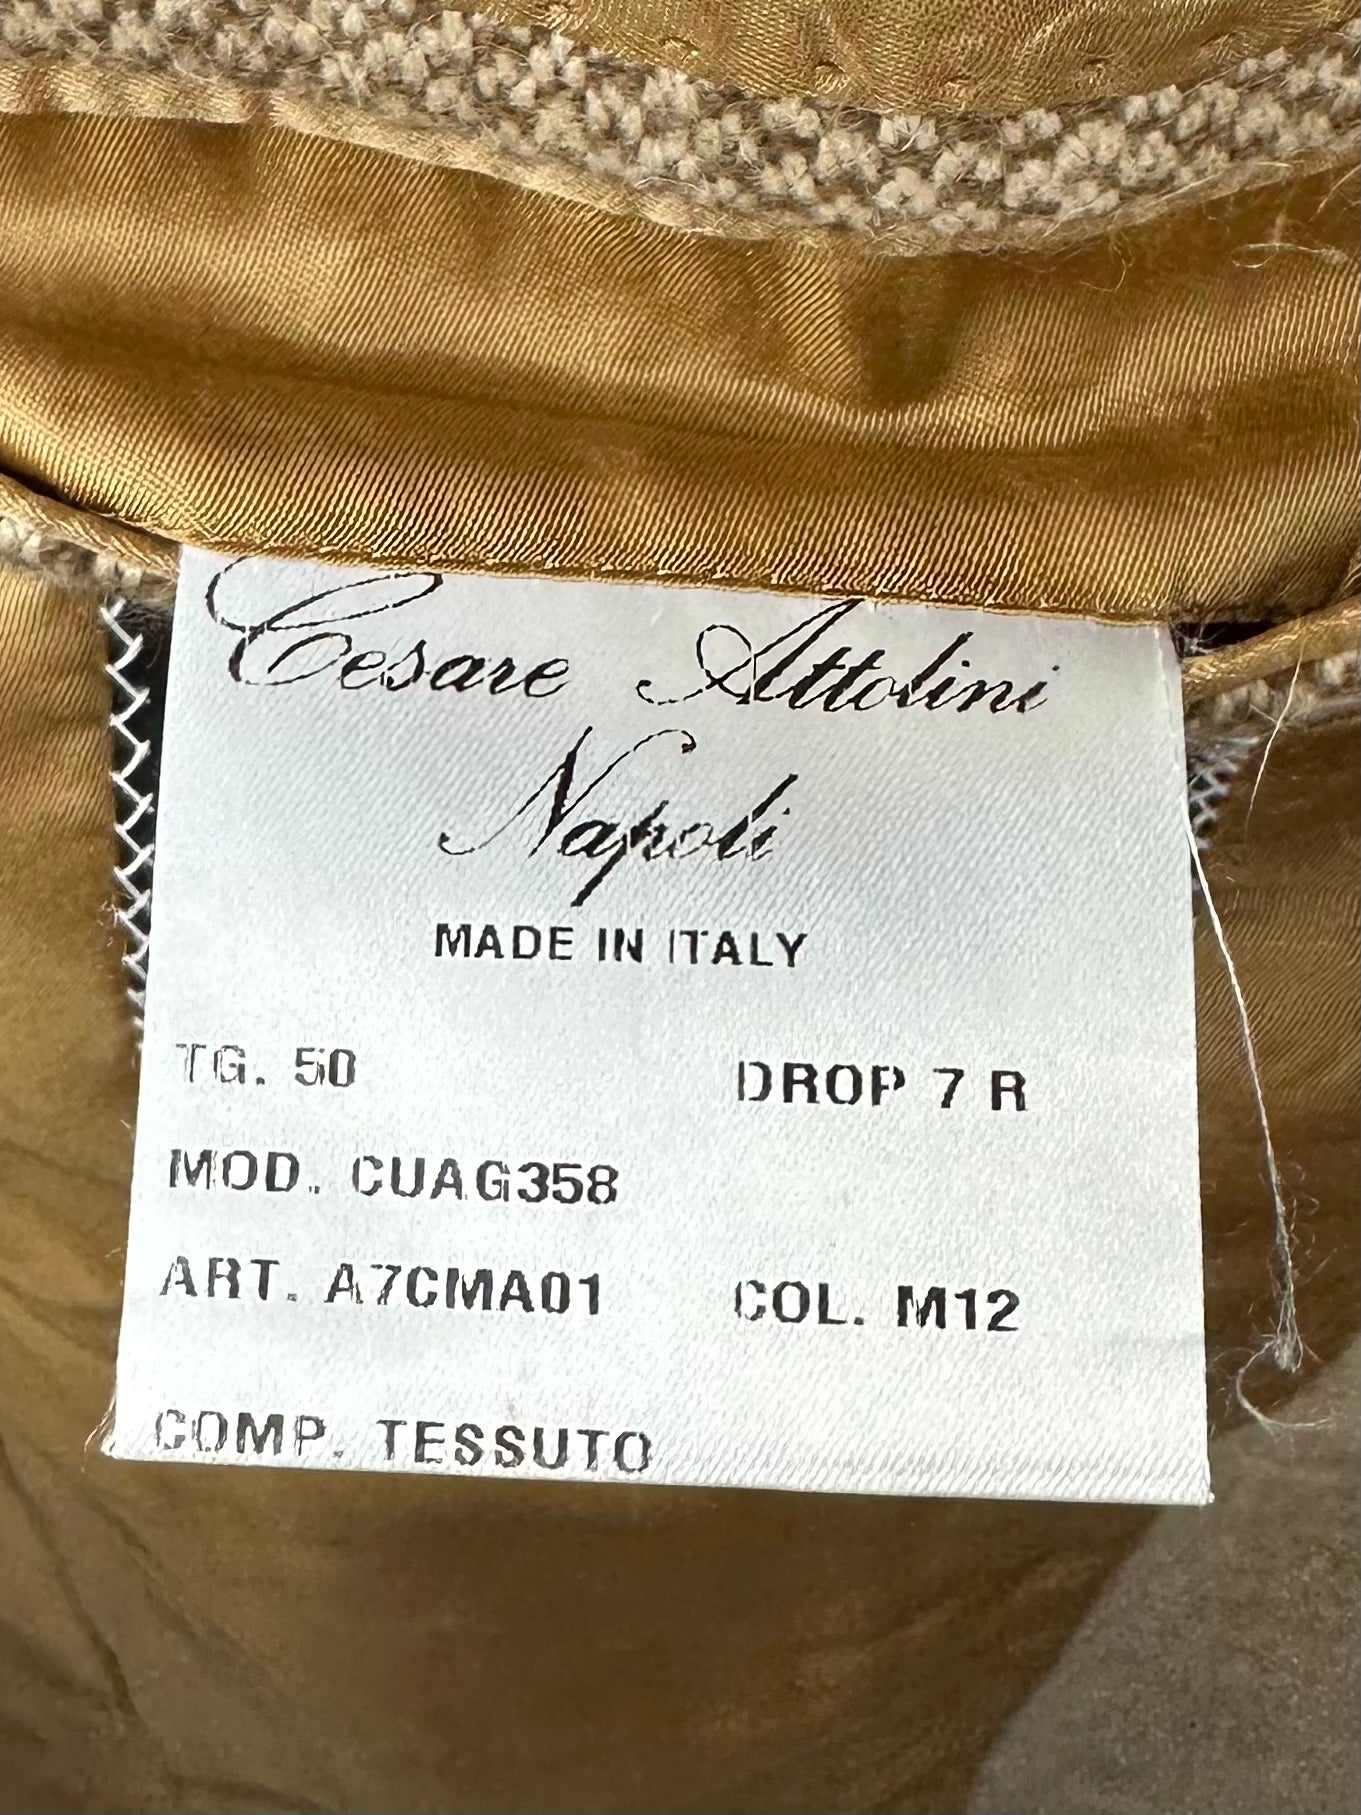 Cesare Attolini
Napoli
MADE IN ITALY
TG. 50 DROP 7 R
MOD. CUAG358
ART. A7CMA01 COL. M12
COMP. TESSUTO